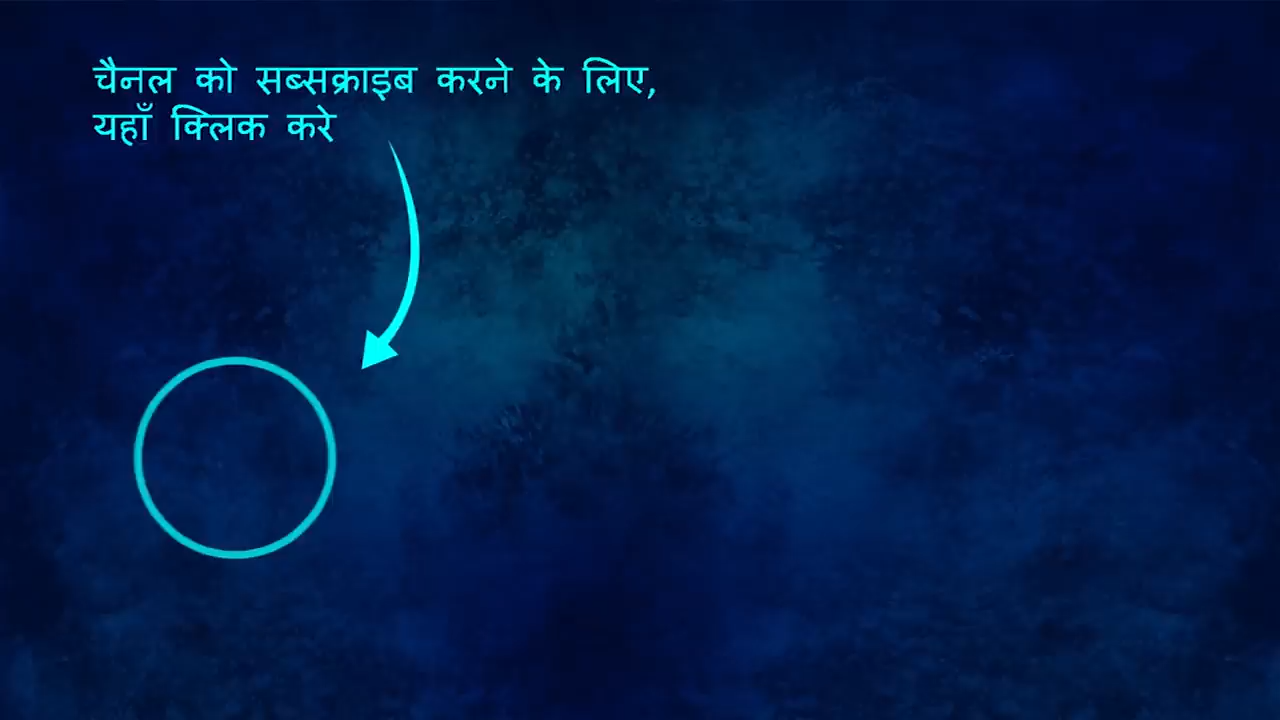 चैनल को सब्सक्राइब करने के लिए,
यहाँ क्लिक करे